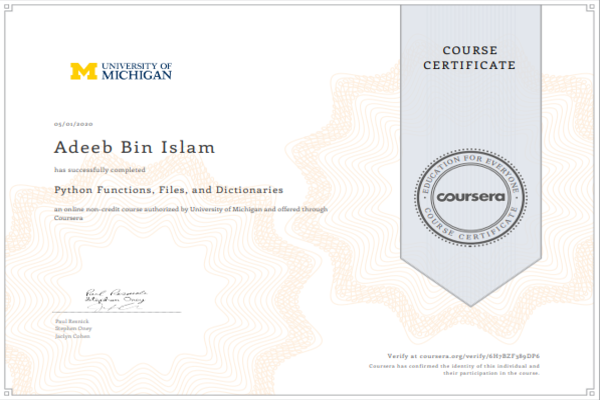 UNIVERSITY OF
MICHIGAN
COURSE
CERTIFICATE
05/01/2020
Adeeb Bin Islam
has successfully completed
Python Functions, Files, and Dictionaries
an online non-credit course authorized by University of Michigan and offered through
Coursera
EDUCATION FOR EVERYONE
coursera
COURSE CERTIFICATE
Paul Resnick
Stephen Oney
Jaclyn Cohen
Verify at coursera.org/verify/
Coursera has confirmed the identity of this individual and
their participation in the course.